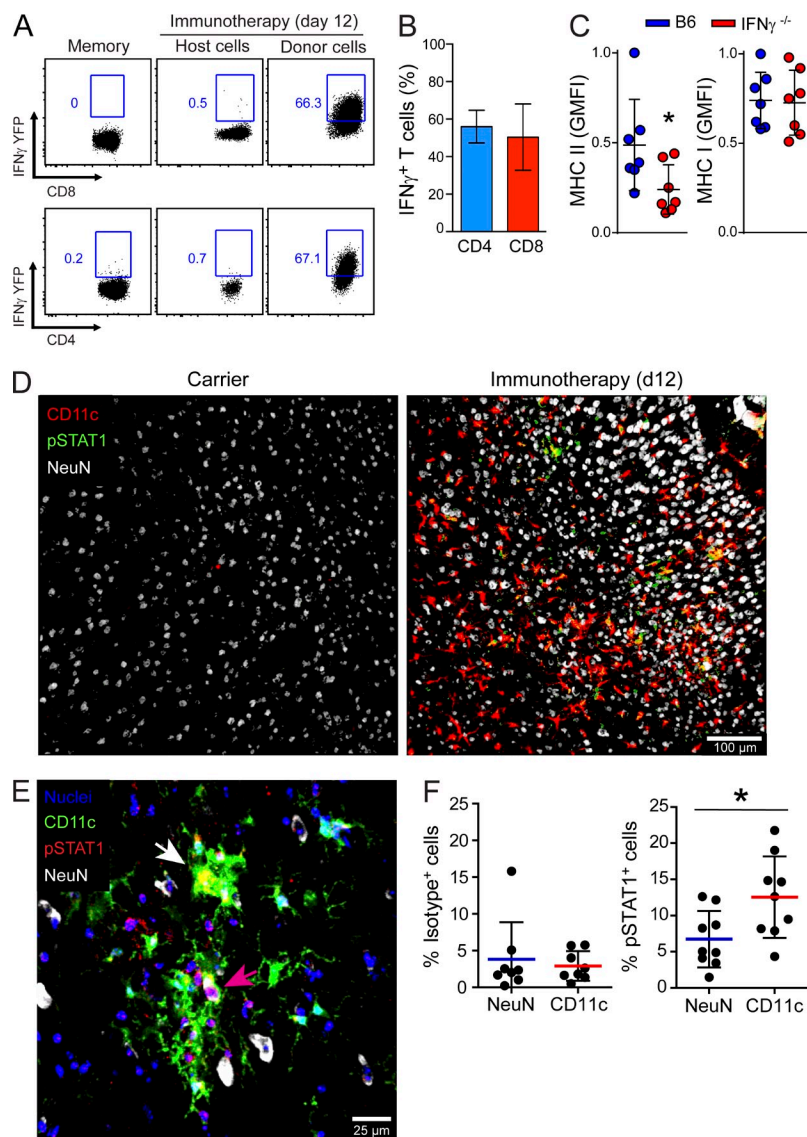 A
Immunotherapy (day 12)
Memory Host cells Donor cells
0 0.5 66.3
IFNγ YFP
CD8
0.2 0.7 67.1
IFNγ YFP
CD4
B
100
80
60
40
20
0
IFNγ+ T cells (%)
CD4 CD8
C
B6 IFNγ -/-
1.0
0.5
0.0
MHC II (GMFI)
*
1.0
0.5
0.0
MHC I (GMFI)
D
Carrier Immunotherapy (d12)
CD11c
pSTAT1
NeuN
100 µm
E
Nuclei
CD11c
pSTAT1
NeuN
25 µm
F
25
20
15
10
5
0
% Isotype+ cells
NeuN CD11c
25
20
15
10
5
0
% pSTAT1+ cells
*
NeuN CD11c